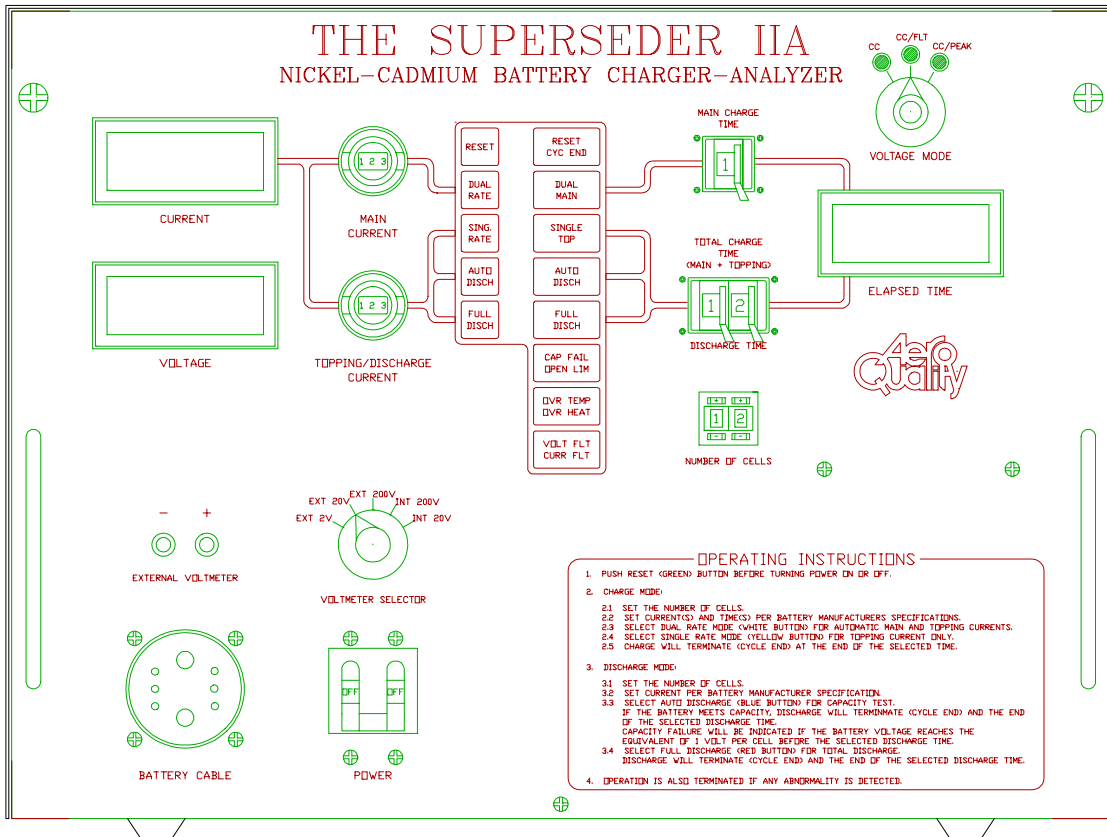 THE SUPERSEDER IIA
NICKEL-CADMIUM BATTERY CHARGER-ANALYZER
CC
CC/FLT
CC/PEAK
VOLTAGE MODE
CURRENT
VOLTAGE
1 2 3
MAIN
CURRENT
1 2 3
TOPPING/DISCHARGE
CURRENT
RESET
DUAL
RATE
SING.
RATE
AUTO
DISCH
FULL
DISCH
RESET
CYC END
DUAL
MAIN
SINGLE
TOP
AUTO
DISCH
FULL
DISCH
CAP FAIL
OPEN LIM
OVR TEMP
OVR HEAT
VOLT FLT
CURR FLT
MAIN CHARGE
TIME
1
TOTAL CHARGE
TIME
(MAIN + TOPPING)
1 2
DISCHARGE TIME
ELAPSED TIME
Aero
Quality
+ +
1 2
- -
NUMBER OF CELLS
- +
EXTERNAL VOLTMETER
EXT 2V
EXT 20V
EXT 200V
INT 200V
INT 20V
VOLTMETER SELECTOR
BATTERY CABLE
OFF OFF
POWER
OPERATING INSTRUCTIONS
1. PUSH RESET (GREEN) BUTTON BEFORE TURNING POWER ON OR OFF.
2. CHARGE MODE:
2.1 SET THE NUMBER OF CELLS.
2.2 SET CURRENT(S) AND TIME(S) PER BATTERY MANUFACTURERS SPECIFICATIONS.
2.3 SELECT DUAL RATE MODE (WHITE BUTTON) FOR AUTOMATIC MAIN AND TOPPING CURRENTS.
2.4 SELECT SINGLE RATE MODE (YELLOW BUTTON) FOR TOPPING CURRENT ONLY.
2.5 CHARGE WILL TERMINATE (CYCLE END) AT THE END OF THE SELECTED TIME.
3. DISCHARGE MODE:
3.1 SET THE NUMBER OF CELLS.
3.2 SET CURRENT PER BATTERY MANUFACTURER SPECIFICATION.
3.3 SELECT AUTO DISCHARGE (BLUE BUTTON) FOR CAPACITY TEST.
IF THE BATTERY MEETS CAPACITY, DISCHARGE WILL TERMINMATE (CYCLE END) AND THE END
OF THE SELECTED DISCHARGE TIME.
CAPACITY FAILURE WILL BE INDICATED IF THE BATTERY VOLTAGE REACHES THE
EQUIVALENT OF 1 VOLT PER CELL BEFORE THE SELECTED DISCHARGE TIME.
3.4 SELECT FULL DISCHARGE (RED BUTTON) FOR TOTAL DISCHARGE.
DISCHARGE WILL TERMINATE (CYCLE END) AND THE END OF THE SELECTED DISCHARGE TIME.
4. OPERATION IS ALSO TERMINATED IF ANY ABNORMALITY IS DETECTED.